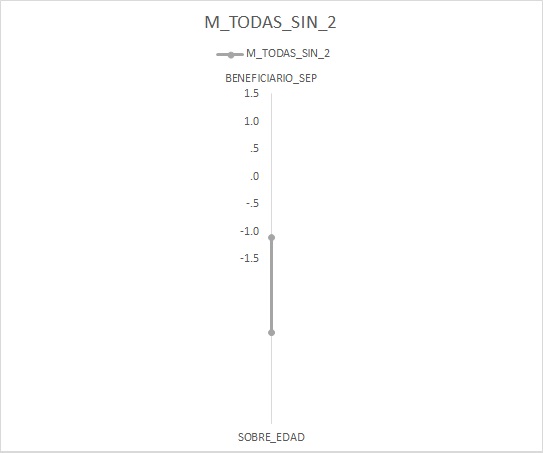 M_TODAS_SIN_2
M_TODAS_SIN_2
BENEFICIARIO_SEP
1.5
1.0
.5
.0
-.5
-1.0
-1.5
SOBRE_EDAD